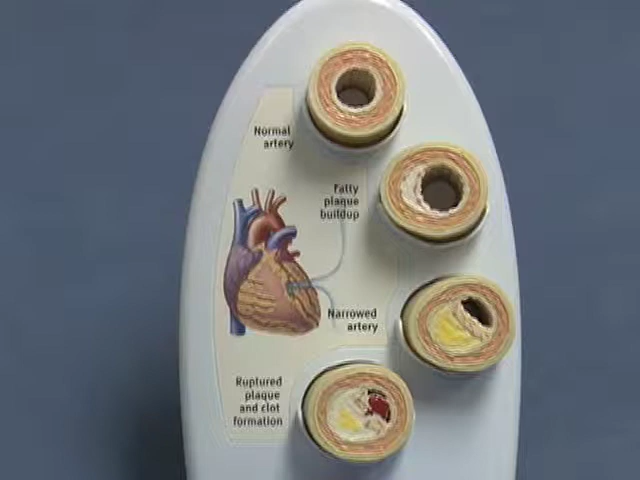 Normal
artery
Fatty
plaque
buildup
Narrowed
artery
Ruptured
plaque
and clot
formation